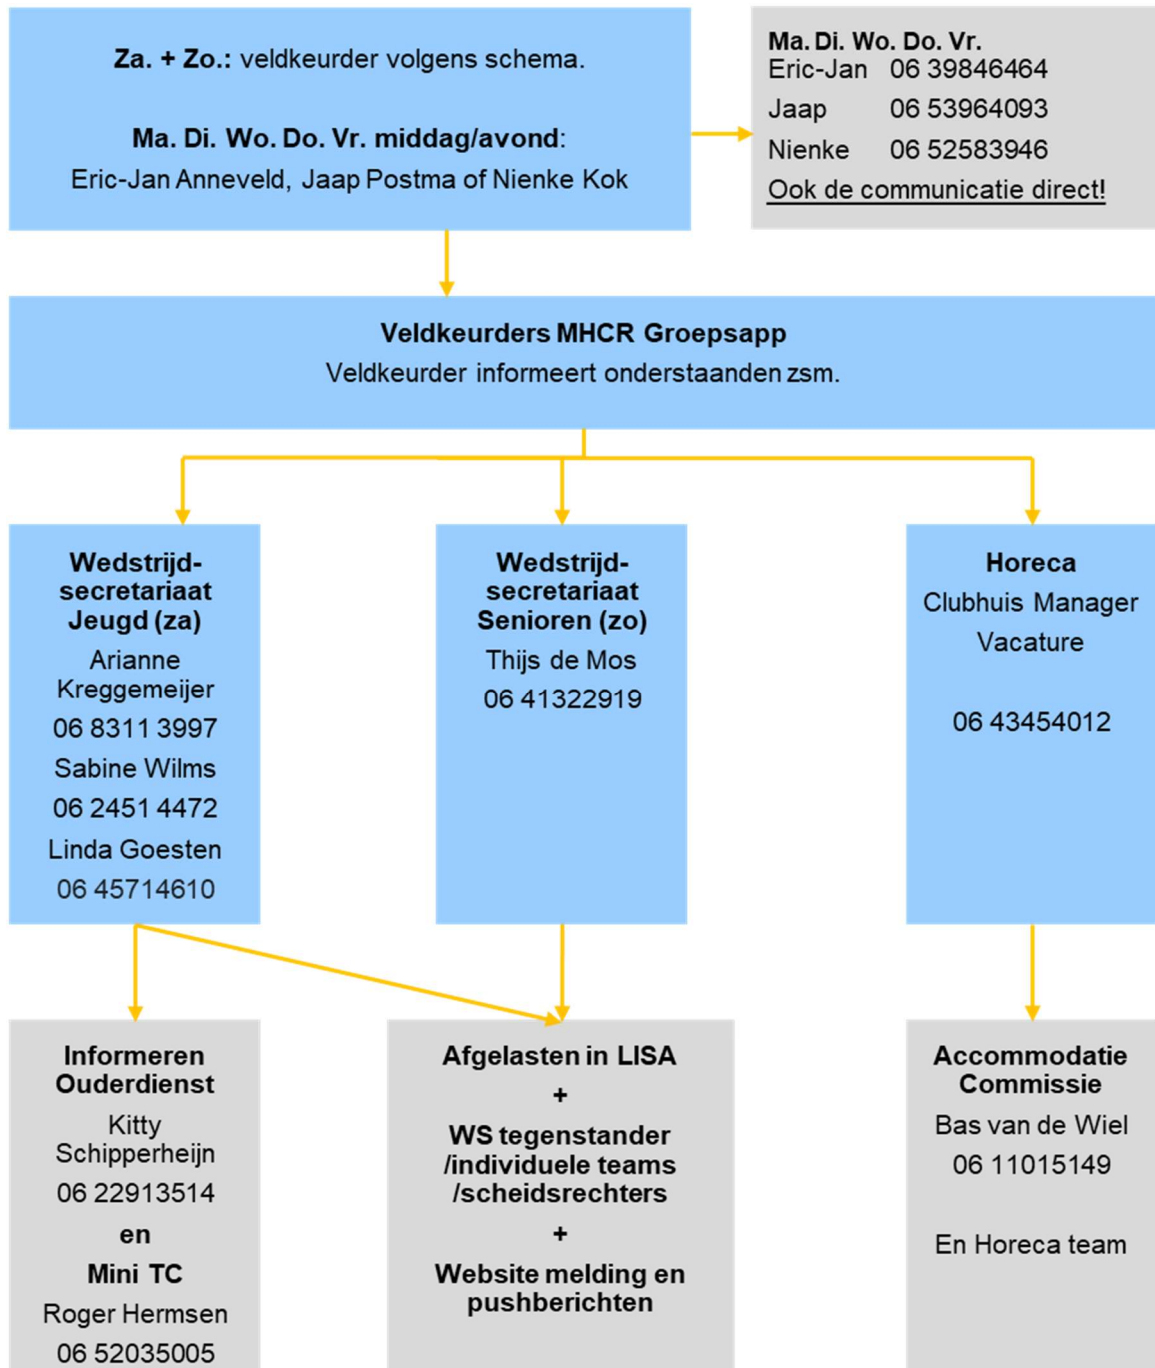 Za. + Zo.: veldkeurder volgens schema.
Ma. Di. Wo. Do. Vr. middag/avond:
Eric-Jan Anneveld, Jaap Postma of Nienke Kok
Ma. Di. Wo. Do. Vr.
Eric-Jan 06 39846464
Jaap 06 53964093
Nienke 06 52583946
Ook de communicatie direct!
Veldkeurders MHCR Groepsapp
Veldkeurder informeert onderstaanden zsm.
Wedstrijd-
secretariaat
Jeugd (za)
Arianne
Kreggemeijer
06 8311 3997
Sabine Wilms
06 2451 4472
Linda Goesten
06 45714610
Wedstrijd-
secretariaat
Senioren (zo)
Thijs de Mos
06 41322919
Horeca
Clubhuis Manager
Vacature
06 43454012
Informeren
Ouderdienst
Kitty
Schipperheijn
06 22913514
en
Mini TC
Roger Hermsen
06 52035005
Afgelasten in LISA
+
WS tegenstander
/individuele teams
/scheidsrechters
+
Website melding en
pushberichten
Accommodatie
Commissie
Bas van de Wiel
06 11015149
En Horeca team